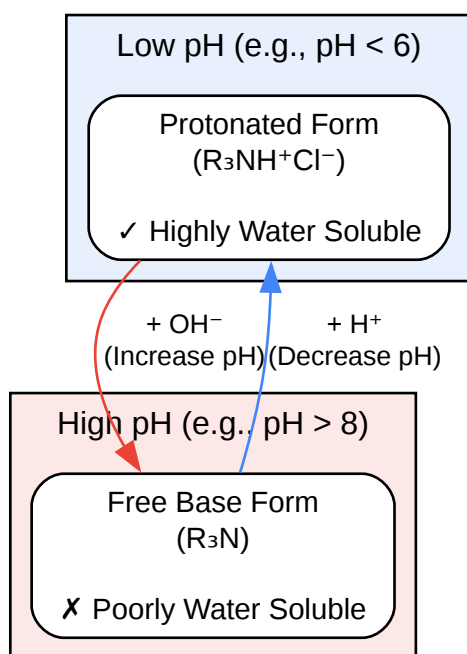 Low pH (e.g., pH < 6)
Protonated Form
(R₃NH⁺Cl⁻)
✓ Highly Water Soluble
+ OH⁻
(Increase pH)
+ H⁺
(Decrease pH)
High pH (e.g., pH > 8)
Free Base Form
(R₃N)
✗ Poorly Water Soluble